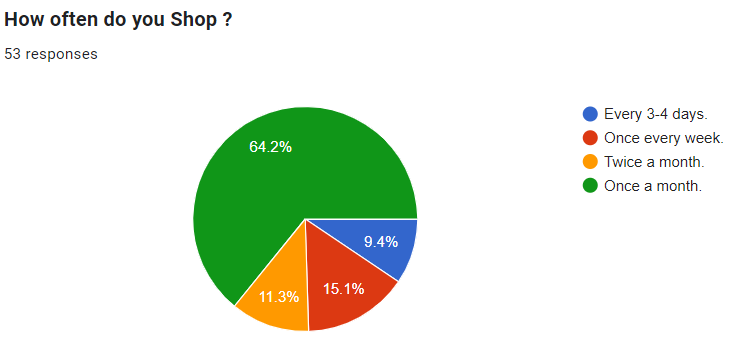 How often do you Shop ?
53 responses
64.2%
9.4%
15.1%
11.3%
Every 3-4 days.
Once every week.
Twice a month.
Once a month.